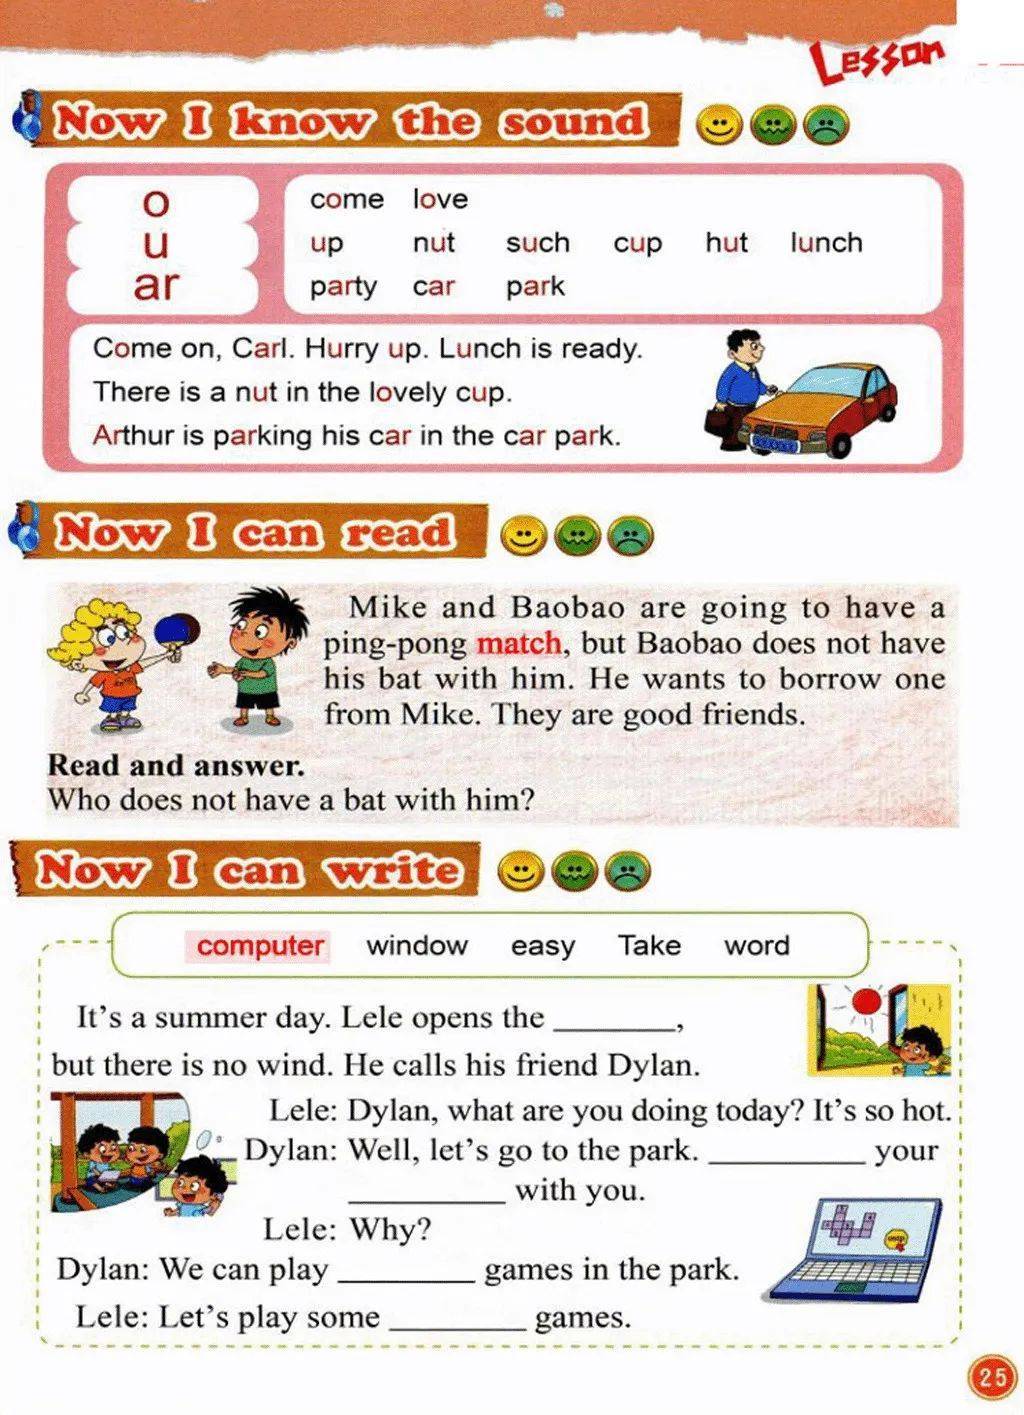 Lesson
Now I know the sound
o
u
ar
come love
up nut such cup hut lunch
party car park
Come on, Carl. Hurry up. Lunch is ready.
There is a nut in the lovely cup.
Arthur is parking his car in the car park.
Now I can read
Mike and Baobao are going to have a
ping-pong match, but Baobao does not have
his bat with him. He wants to borrow one
from Mike. They are good friends.
Read and answer.
Who does not have a bat with him?
Now I can write
computer window easy Take word
It's a summer day. Lele opens the ________,
but there is no wind. He calls his friend Dylan.
Lele: Dylan, what are you doing today? It's so hot.
Dylan: Well, let's go to the park. __________ your
__________ with you.
Lele: Why?
Dylan: We can play _________ games in the park.
Lele: Let's play some _________ games.
25